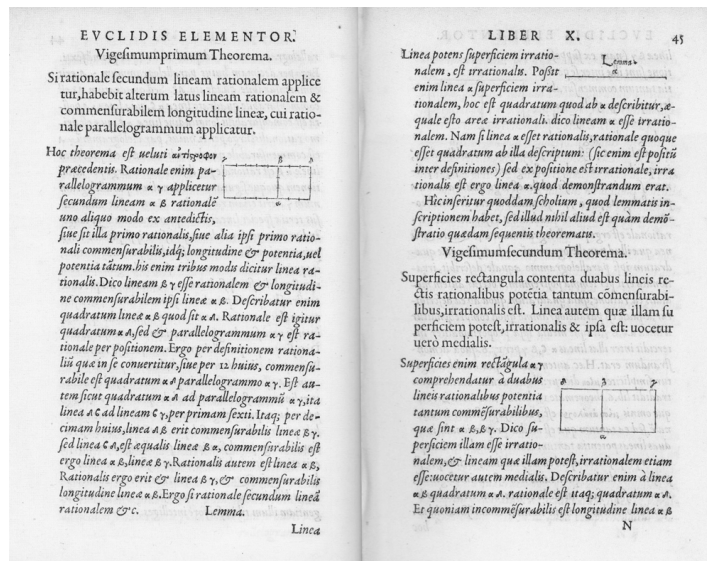 EVCLIDIS ELEMENTOR.
Vigesimumprimum Theorema.
Si rationale secundum lineam rationalem applice
tur, habebit alterum latus lineam rationalem &
commensurabilem longitudine lineæ, cui ratio-
nale parallelogrammum applicatur.
Hoc theorema est ueluti
præcedentis. Rationale enim pa-
rallelogrammum α γ applicetur
secundum lineam α β rationalē
uno aliquo modo ex antedictis,
siue sit illa primo rationalis, siue alia ipsi primo ratio-
nali commensurabilis, idq; longitudine & potentia, uel
potentia tātum. his enim tribus modis dicitur linea ra-
tionalis. Dico lineam β γ esse rationalem & longitudi-
ne commensurabilem ipsi lineæ α β. Describatur enim
quadratum lineæ α β quod sit α Λ. Rationale est igitur
quadratum α Λ, sed & parallelogrammum α γ est ra-
tionale per positionem. Ergo per definitionem rationa-
liū quæ in se conuertitur, siue per 12 huius, commensu-
rabile est quadratum α Λ parallelogrammo α γ. Est au-
tem sicut quadratum α Λ ad parallelogrammū α γ, ita
linea Λ ϐ ad lineam ϐ γ, per primam sexti. Itaq; per de-
cimam huius, linea Λ β erit commensurabilis lineæ β γ.
sed linea ϐ Λ, est æqualis lineæ β α, commensurabilis est
ergo linea α β, lineæ β γ. Rationalis autem est linea α β,
Rationalis ergo erit & linea β γ, & commensurabilis
longitudine lineæ α β. Ergo si rationale secundum lineā
rationalem & c. Lemma.
Linea
LIBER X. 45
Linea potens superficiem irratio-
nalem, est irrationalis. Possit
enim linea α superficiem irra-
tionalem, hoc est quadratum quod ab α describitur, æ-
quale esto areæ irrationali. dico lineam α esse irratio-
nalem. Nam si linea α esset rationalis, rationale quoque
esset quadratum ab illa descriptum: (sic enim est positū
inter definitiones) sed ex positione est irrationale, irra
tionalis est ergo linea α. quod demonstrandum erat.
Hic inseritur quoddam scholium, quod lemmatis in-
scriptionem habet, sed illud nihil aliud est quàm demō-
stratio quædam sequentis theorematis.
Vigesimumsecundum Theorema.
Superficies rectangula contenta duabus lineis re-
ctis rationalibus potētia tantum cōmensurabi-
libus, irrationalis est. Linea autem quæ illam su
perficiem potest, irrationalis & ipsa est: uocetur
uerò medialis.
Superficies enim rectāgula α γ
comprehendatur à duabus
lineis rationalibus potentia
tantum commēsurabilibus,
quæ sint α β, β γ. Dico su-
perficiem illam esse irratio-
nalem, & lineam quæ illam potest, irrationalem etiam
esse: uocetur autem medialis. Describatur enim à linea
α β quadratum α Λ. rationale est itaq; quadratum α Λ.
Et quoniam incommēsurabilis est longitudine linea α β
N